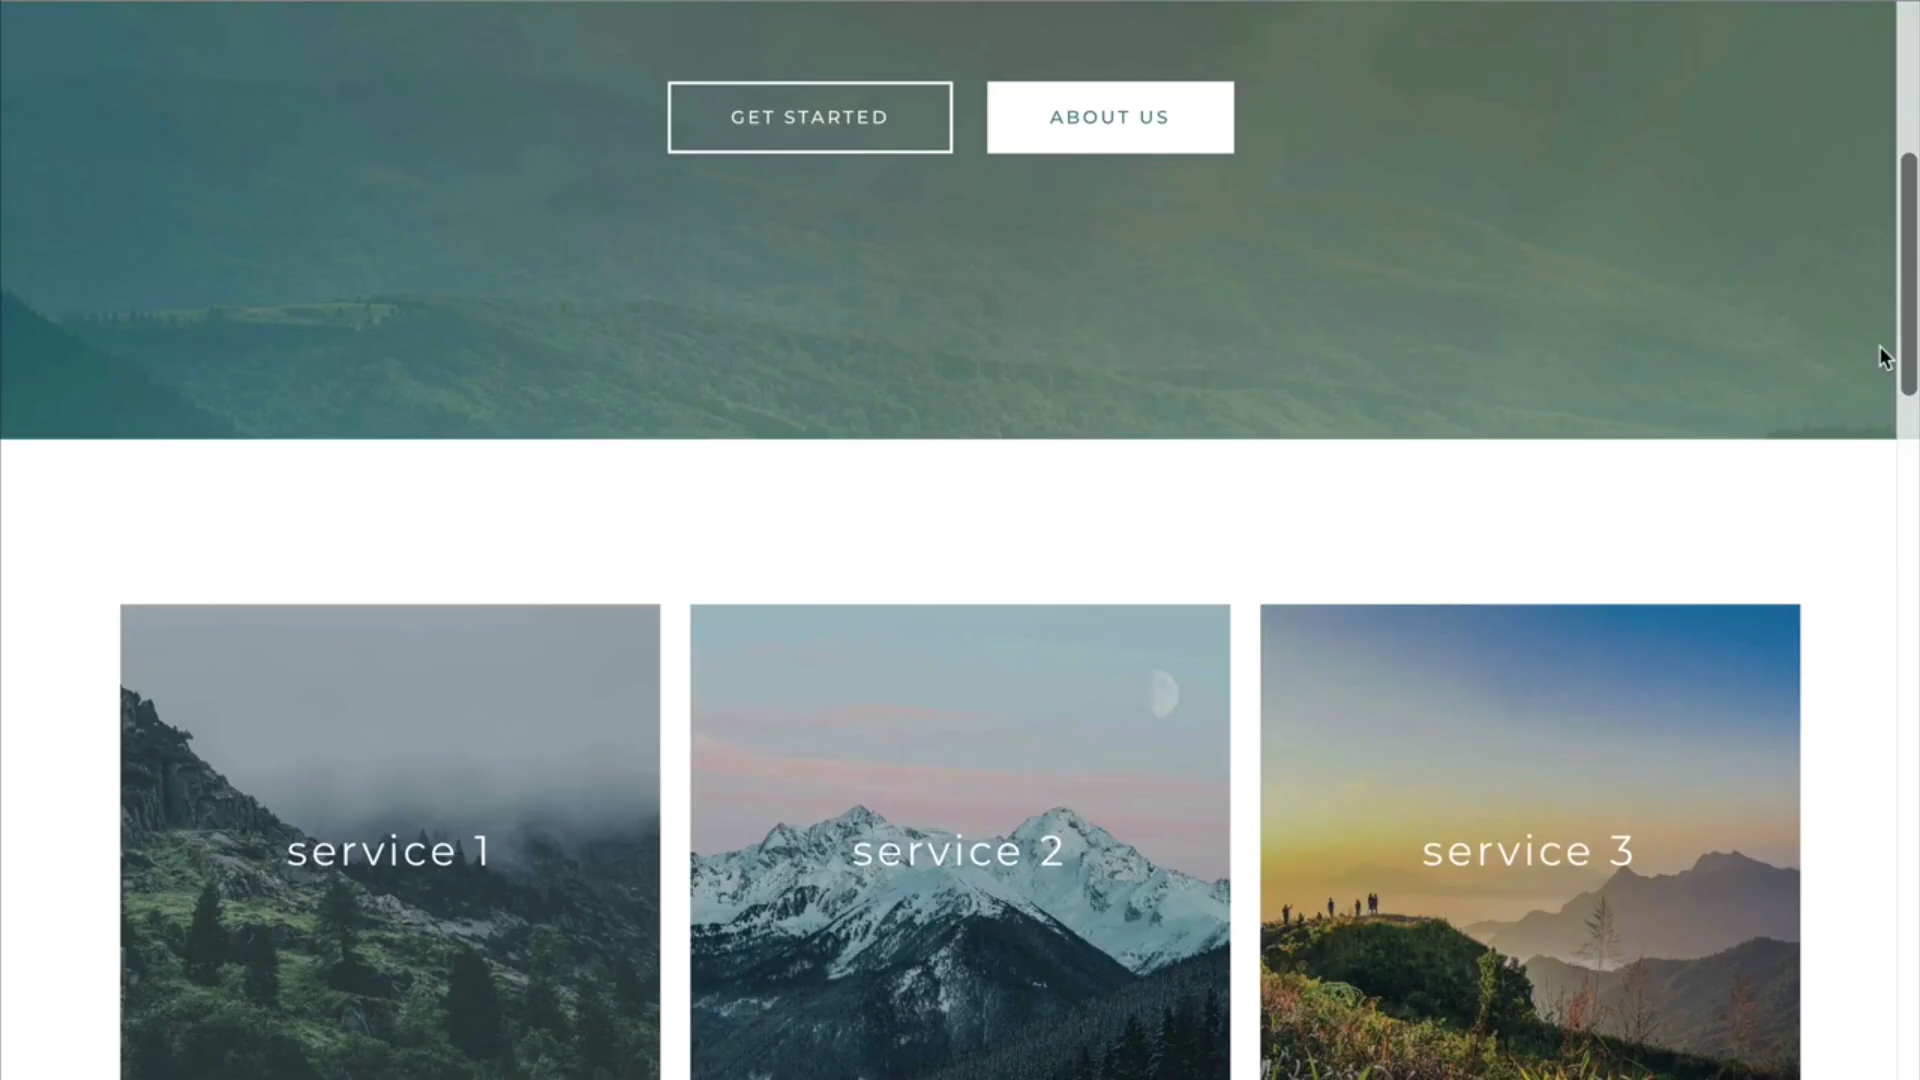 GET STARTED
ABOUT US
service 1
service 2
service 3